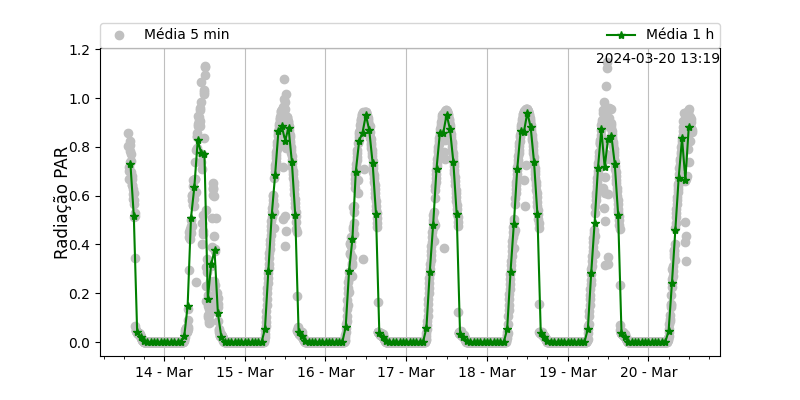 Média 5 min
Média 1 h
2024-03-20 13:19
Radiação PAR
1.2
1.0
0.8
0.6
0.4
0.2
0.0
14 - Mar
15 - Mar
16 - Mar
17 - Mar
18 - Mar
19 - Mar
20 - Mar